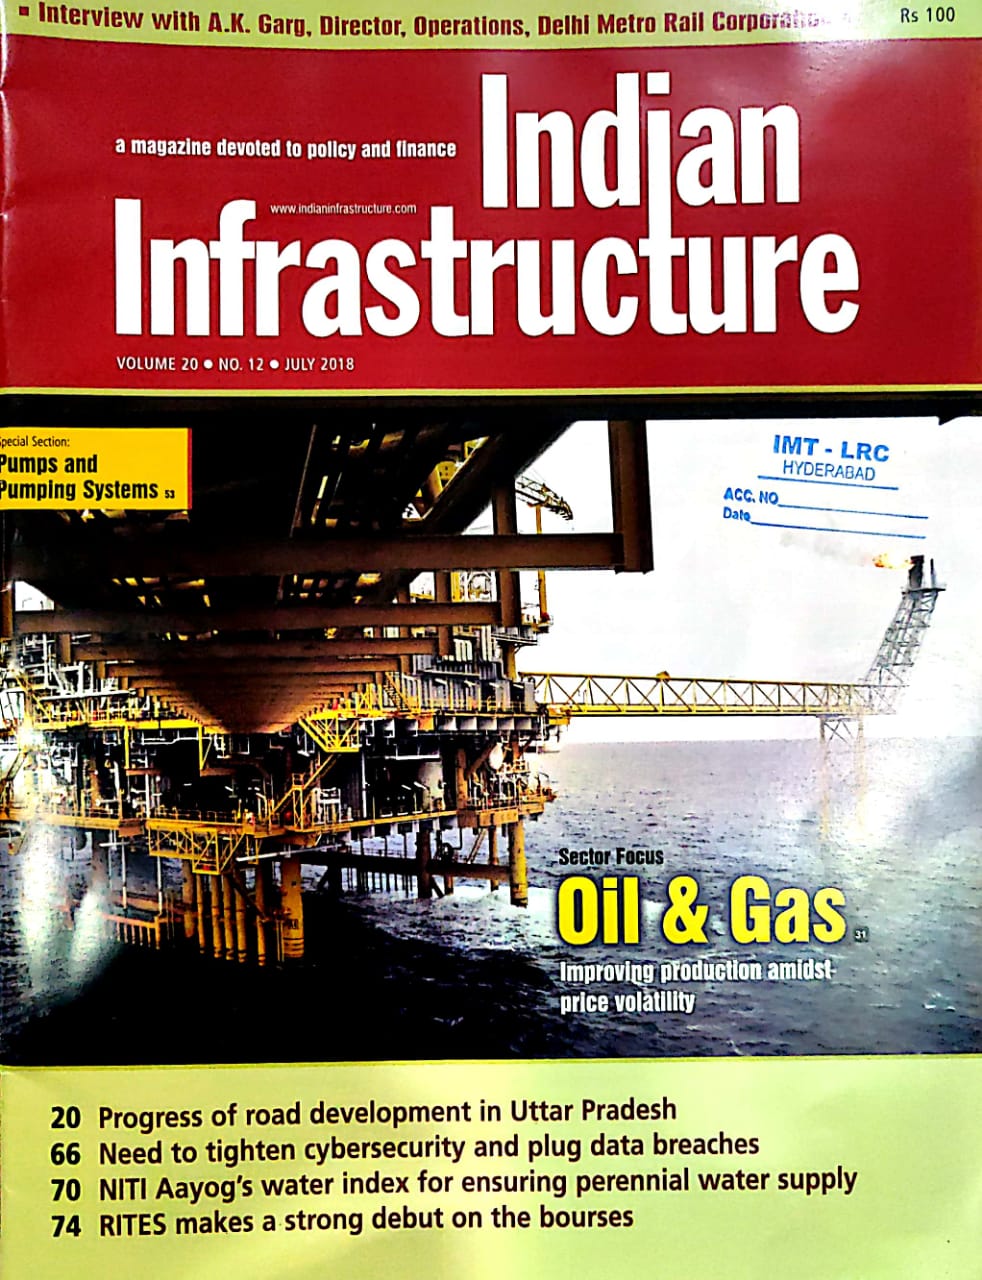 ▪ Interview with A.K. Garg, Director, Operations, Delhi Metro Rail Corporation
Rs 100
a magazine devoted to policy and finance
Indian
www.indianinfrastructure.com
Infrastructure
VOLUME 20 ● NO. 12 ● JULY 2018
Special Section:
Pumps and
Pumping Systems 53
IMT - LRC
HYDERABAD
ACC. NO
Date
Sector Focus
Oil & Gas 31
Improving production amidst
price volatility
20 Progress of road development in Uttar Pradesh
66 Need to tighten cybersecurity and plug data breaches
70 NITI Aayog's water index for ensuring perennial water supply
74 RITES makes a strong debut on the bourses